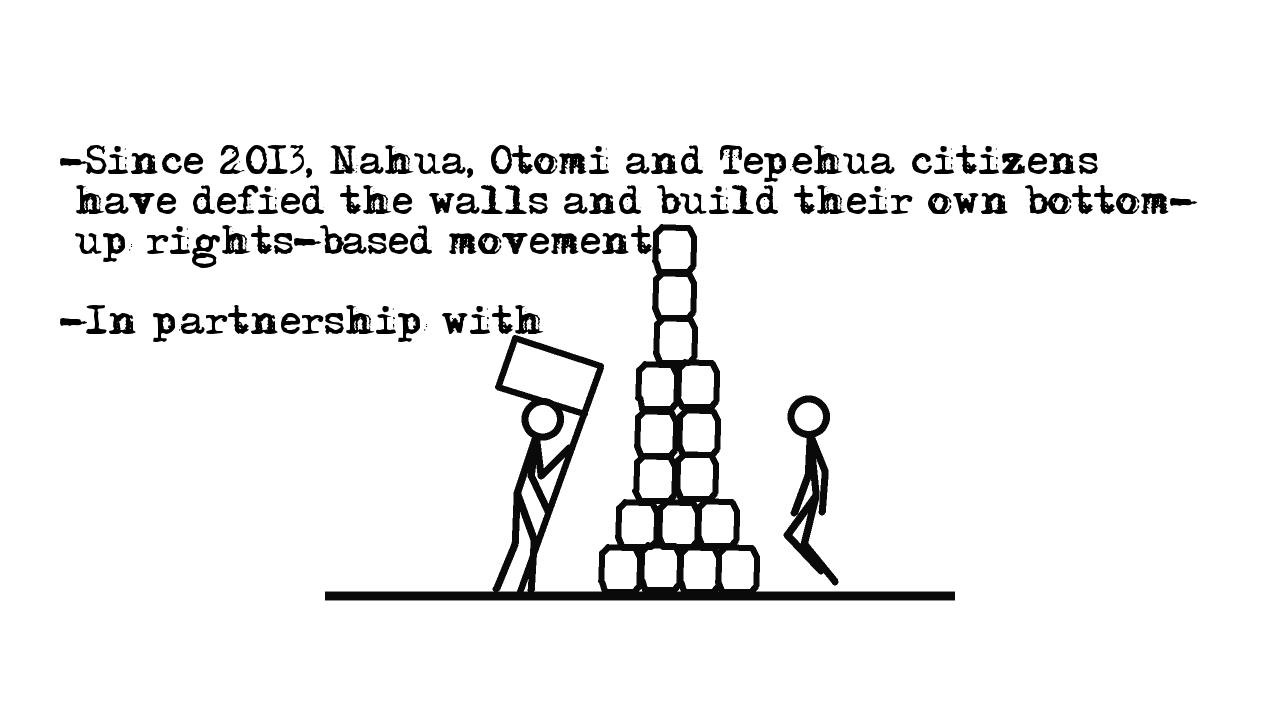 -Since 2013, Nahua, Otomi and Tepehua citizens
have defied the walls and build their own bottom-
up rights-based movement.
-In partnership with